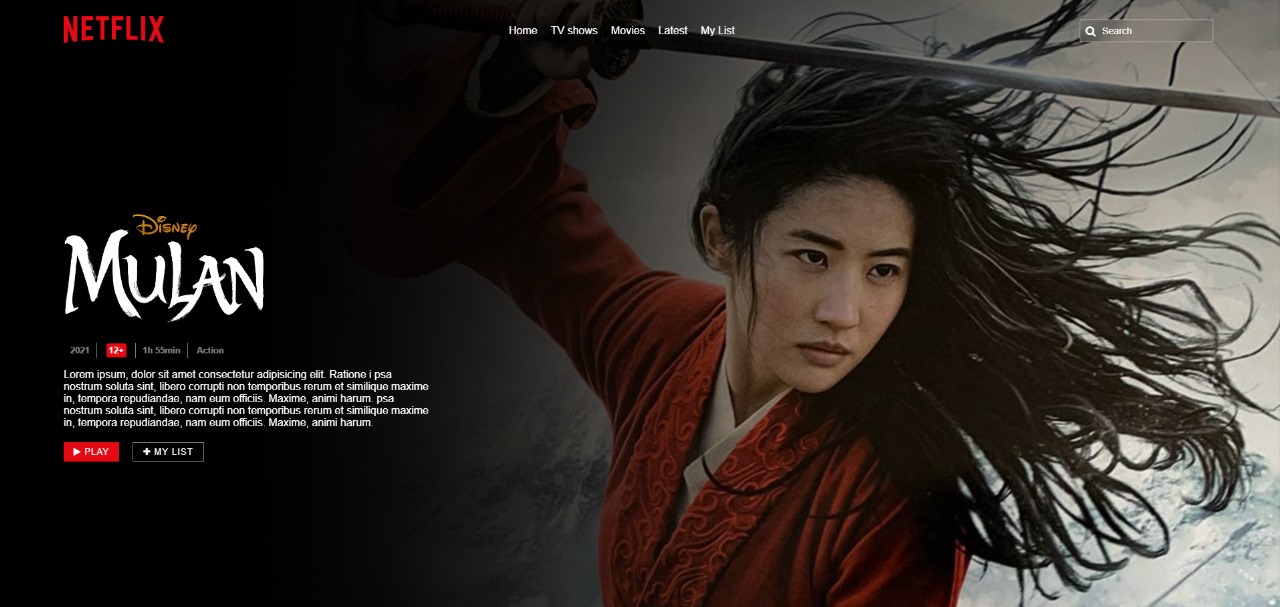 NETFLIX
Home TV shows Movies Latest My List
Search
Disney
MULAN
2021 12+ 1h 55min Action
Lorem ipsum, dolor sit amet consectetur adipisicing elit. Ratione i psa
nostrum soluta sint, libero corrupti non temporibus rerum et similique maxime
in, tempora repudiandae, nam eum officiis. Maxime, animi harum. psa
nostrum soluta sint, libero corrupti non temporibus rerum et similique maxime
in, tempora repudiandae, nam eum officiis. Maxime, animi harum.
PLAY
MY LIST